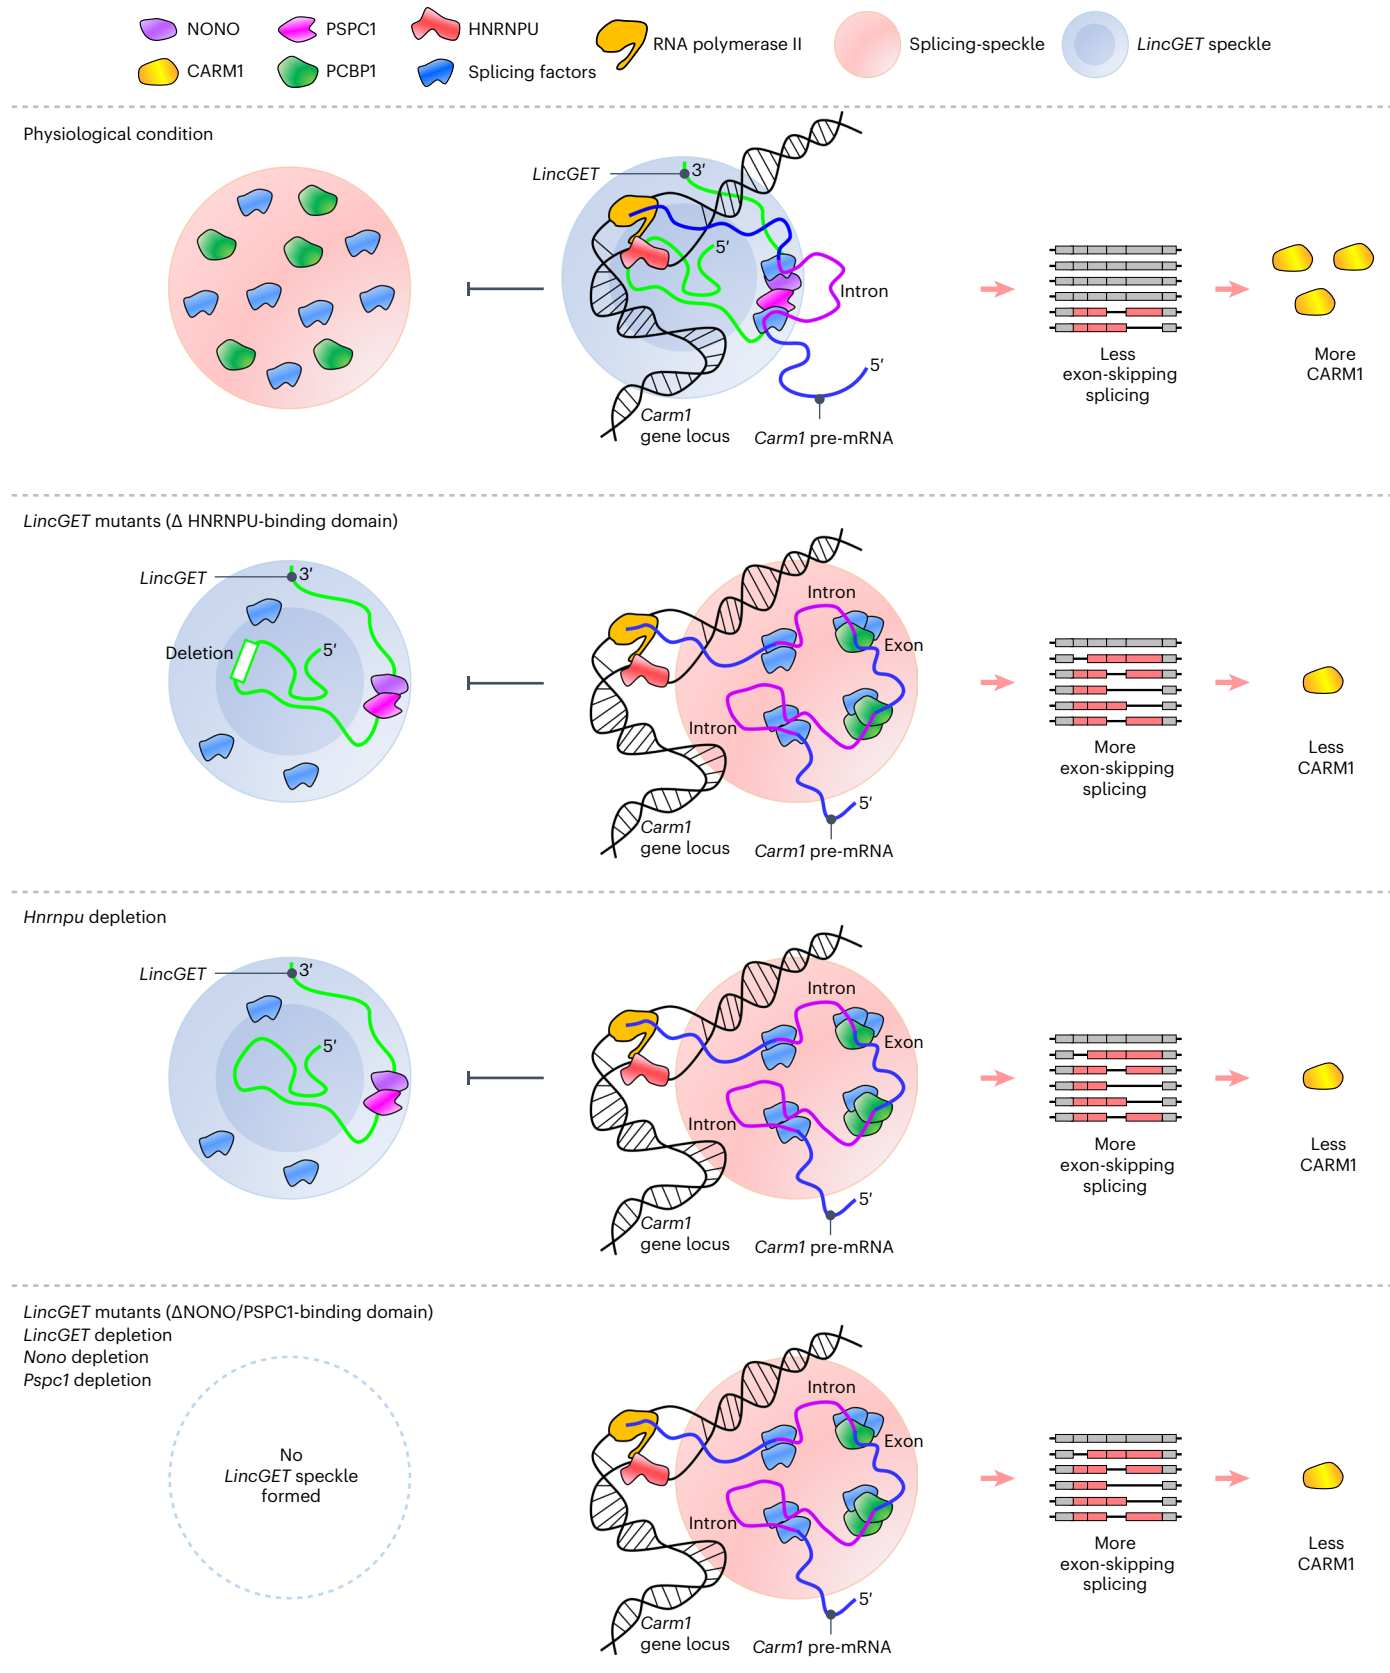 NONO
PSPC1
HNRNPU
RNA polymerase II
Splicing-speckle
LincGET speckle
CARM1
PCBP1
Splicing factors
Physiological condition
LincGET
3′
5′
Intron
5′
Carm1
gene locus
Carm1 pre-mRNA
Less
exon-skipping
splicing
More
CARM1
LincGET mutants (Δ HNRNPU-binding domain)
LincGET
3′
Deletion
5′
Intron
Exon
Intron
5′
Carm1
gene locus
Carm1 pre-mRNA
More
exon-skipping
splicing
Less
CARM1
Hnrnpu depletion
LincGET
3′
5′
Intron
Exon
Intron
5′
Carm1
gene locus
Carm1 pre-mRNA
More
exon-skipping
splicing
Less
CARM1
LincGET mutants (ΔNONO/PSPC1-binding domain)
LincGET depletion
Nono depletion
Pspc1 depletion
No
LincGET speckle
formed
Intron
Exon
Intron
5′
Carm1
gene locus
Carm1 pre-mRNA
More
exon-skipping
splicing
Less
CARM1